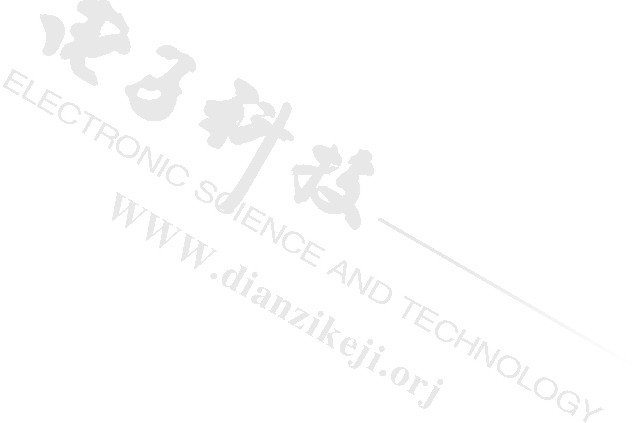 电子科技
ELECTRONIC SCIENCE AND TECHNOLOGY
www.dianzikeji.orj